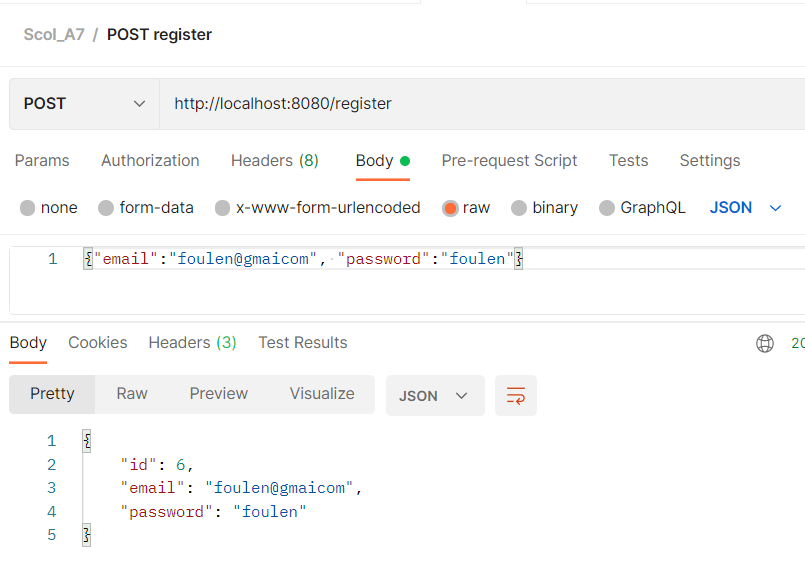 Scol_A7 / POST register
POST http://localhost:8080/register
Params Authorization Headers (8) Body Pre-request Script Tests Settings
none form-data x-www-form-urlencoded raw binary GraphQL JSON
1 {"email":"foulen@gmaicom", "password":"foulen"}
Body Cookies Headers (3) Test Results 20
Pretty Raw Preview Visualize JSON
1 {
2 "id": 6,
3 "email": "foulen@gmaicom",
4 "password": "foulen"
5 }